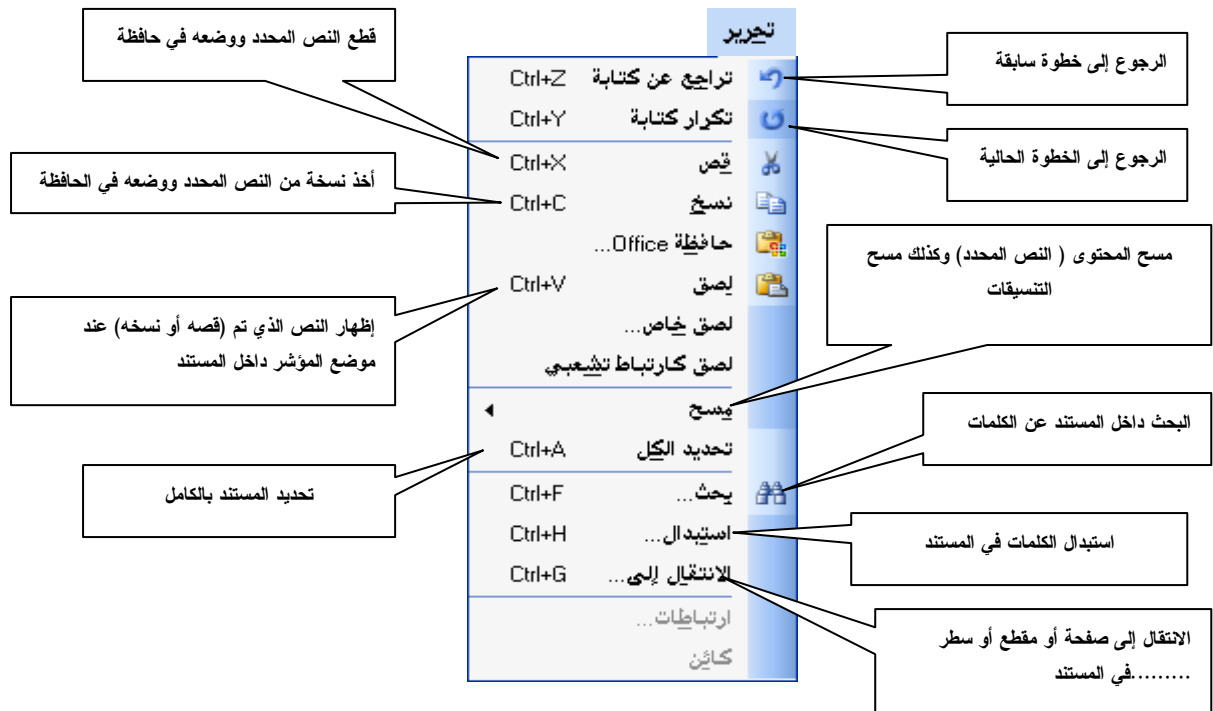 تحرير
قطع النص المحدد ووضعه في حافظة
الرجوع إلى خطوة سابقة
تراجع عن كتابة Ctrl+Z
تكرار كتابة Ctrl+Y
الرجوع إلى الخطوة الحالية
قص Ctrl+X
أخذ نسخة من النص المحدد ووضعه في الحافظة
نسخ Ctrl+C
حافظة Office...
مسح المحتوى ( النص المحدد) وكذلك مسح
التنسيقات
لصق Ctrl+V
إظهار النص الذي تم (قصه أو نسخه) عند
موضع المؤشر داخل المستند
لصق خاص...
لصق كارتباط تشعبي
مسح
البحث داخل المستند عن الكلمات
تحديد الكل Ctrl+A
تحديد المستند بالكامل
بحث... Ctrl+F
استبدال... Ctrl+H
استبدال الكلمات في المستند
الانتقال إلى... Ctrl+G
ارتباطات...
كائن
الانتقال إلى صفحة أو مقطع أو سطر
.........في المستند